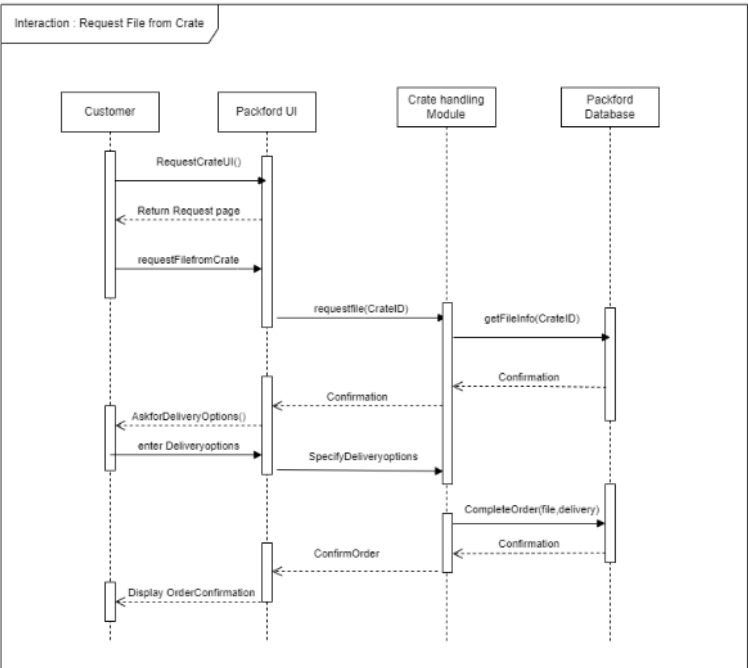 Interaction : Request File from Crate
Customer
Packford UI
Crate handling
Module
Packford
Database
RequestCrateUI()
Return Request page
requestFilefromCrate
requestfile(CrateID)
getFileInfo(CrateID)
Confirmation
Confirmation
AskforDeliveryOptions()
enter Deliveryoptions
SpecifyDeliveryoptions
CompleteOrder(file,delivery)
Confirmation
ConfirmOrder
Display OrderConfirmation